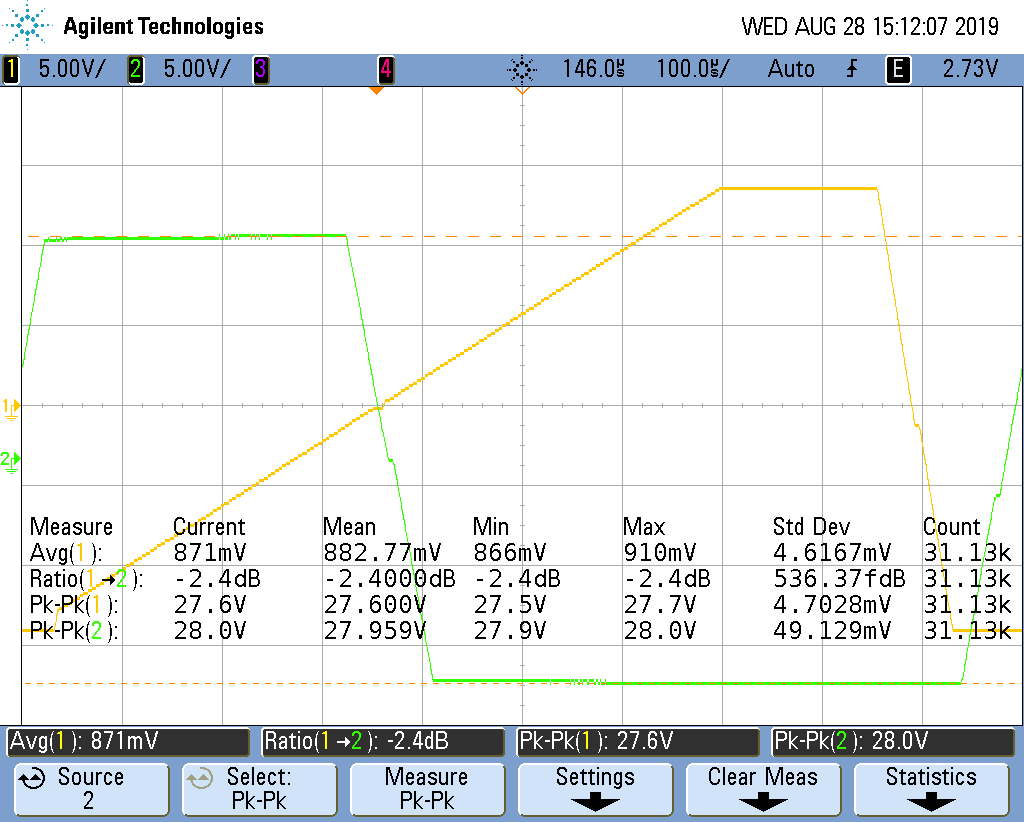 Agilent Technologies WED AUG 28 15:12:07 2019
1 5.00V/ 2 5.00V/ 3 4 146.0µs 100.0µs/ Auto E 2.73V
1
2
Measure Current Mean Min Max Std Dev Count
Avg(1): 871mV 882.77mV 866mV 910mV 4.6167mV 31.13k
Ratio(1→2): -2.4dB -2.4000dB -2.4dB -2.4dB 536.37fdB 31.13k
Pk-Pk(1): 27.6V 27.600V 27.5V 27.7V 4.7028mV 31.13k
Pk-Pk(2): 28.0V 27.959V 27.9V 28.0V 49.129mV 31.13k
Avg(1): 871mV Ratio(1→2): -2.4dB Pk-Pk(1): 27.6V Pk-Pk(2): 28.0V
Source Select: Measure Settings Clear Meas Statistics
2 Pk-Pk Pk-Pk